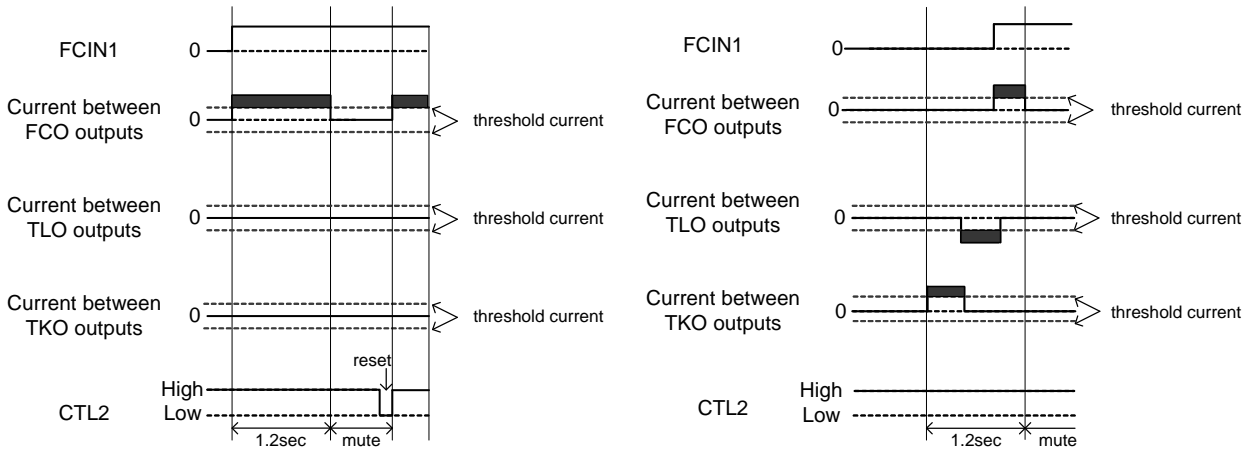 FCIN1
0
Current between
FCO outputs
0
threshold current
Current between
TLO outputs
0
threshold current
Current between
TKO outputs
0
threshold current
reset
CTL2
High
Low
1.2sec
mute
FCIN1
0
Current between
FCO outputs
0
threshold current
Current between
TLO outputs
0
threshold current
Current between
TKO outputs
0
threshold current
CTL2
High
Low
1.2sec
mute